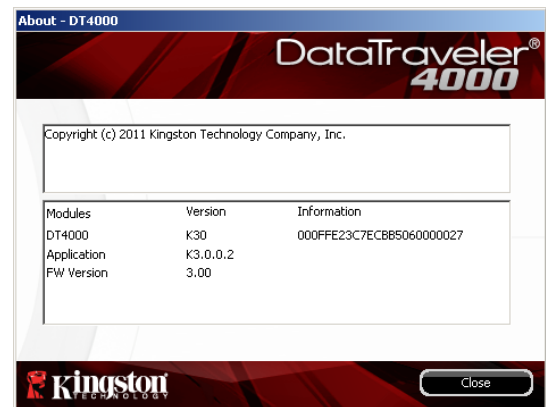 About - DT4000
DataTraveler®
4000
Copyright (c) 2011 Kingston Technology Company, Inc.
Modules Version Information
DT4000 K30 000FFE23C7ECBB5060000027
Application K3.0.0.2
FW Version 3.00
Kingston
TECHNOLOGY
Close